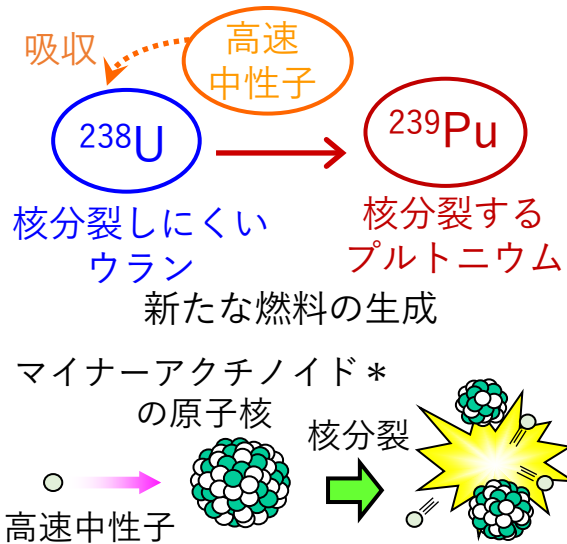 吸収
高速
中性子
238U
239Pu
核分裂しにくい
ウラン
核分裂する
プルトニウム
新たな燃料の生成
マイナーアクチノイド＊
の原子核
核分裂
高速中性子